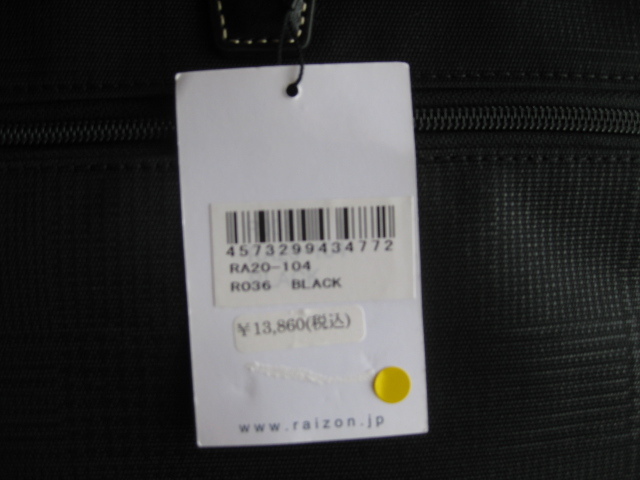 4573299434772
RA20-104
R036 BLACK
¥13,860(税込)
www.raizon.jp